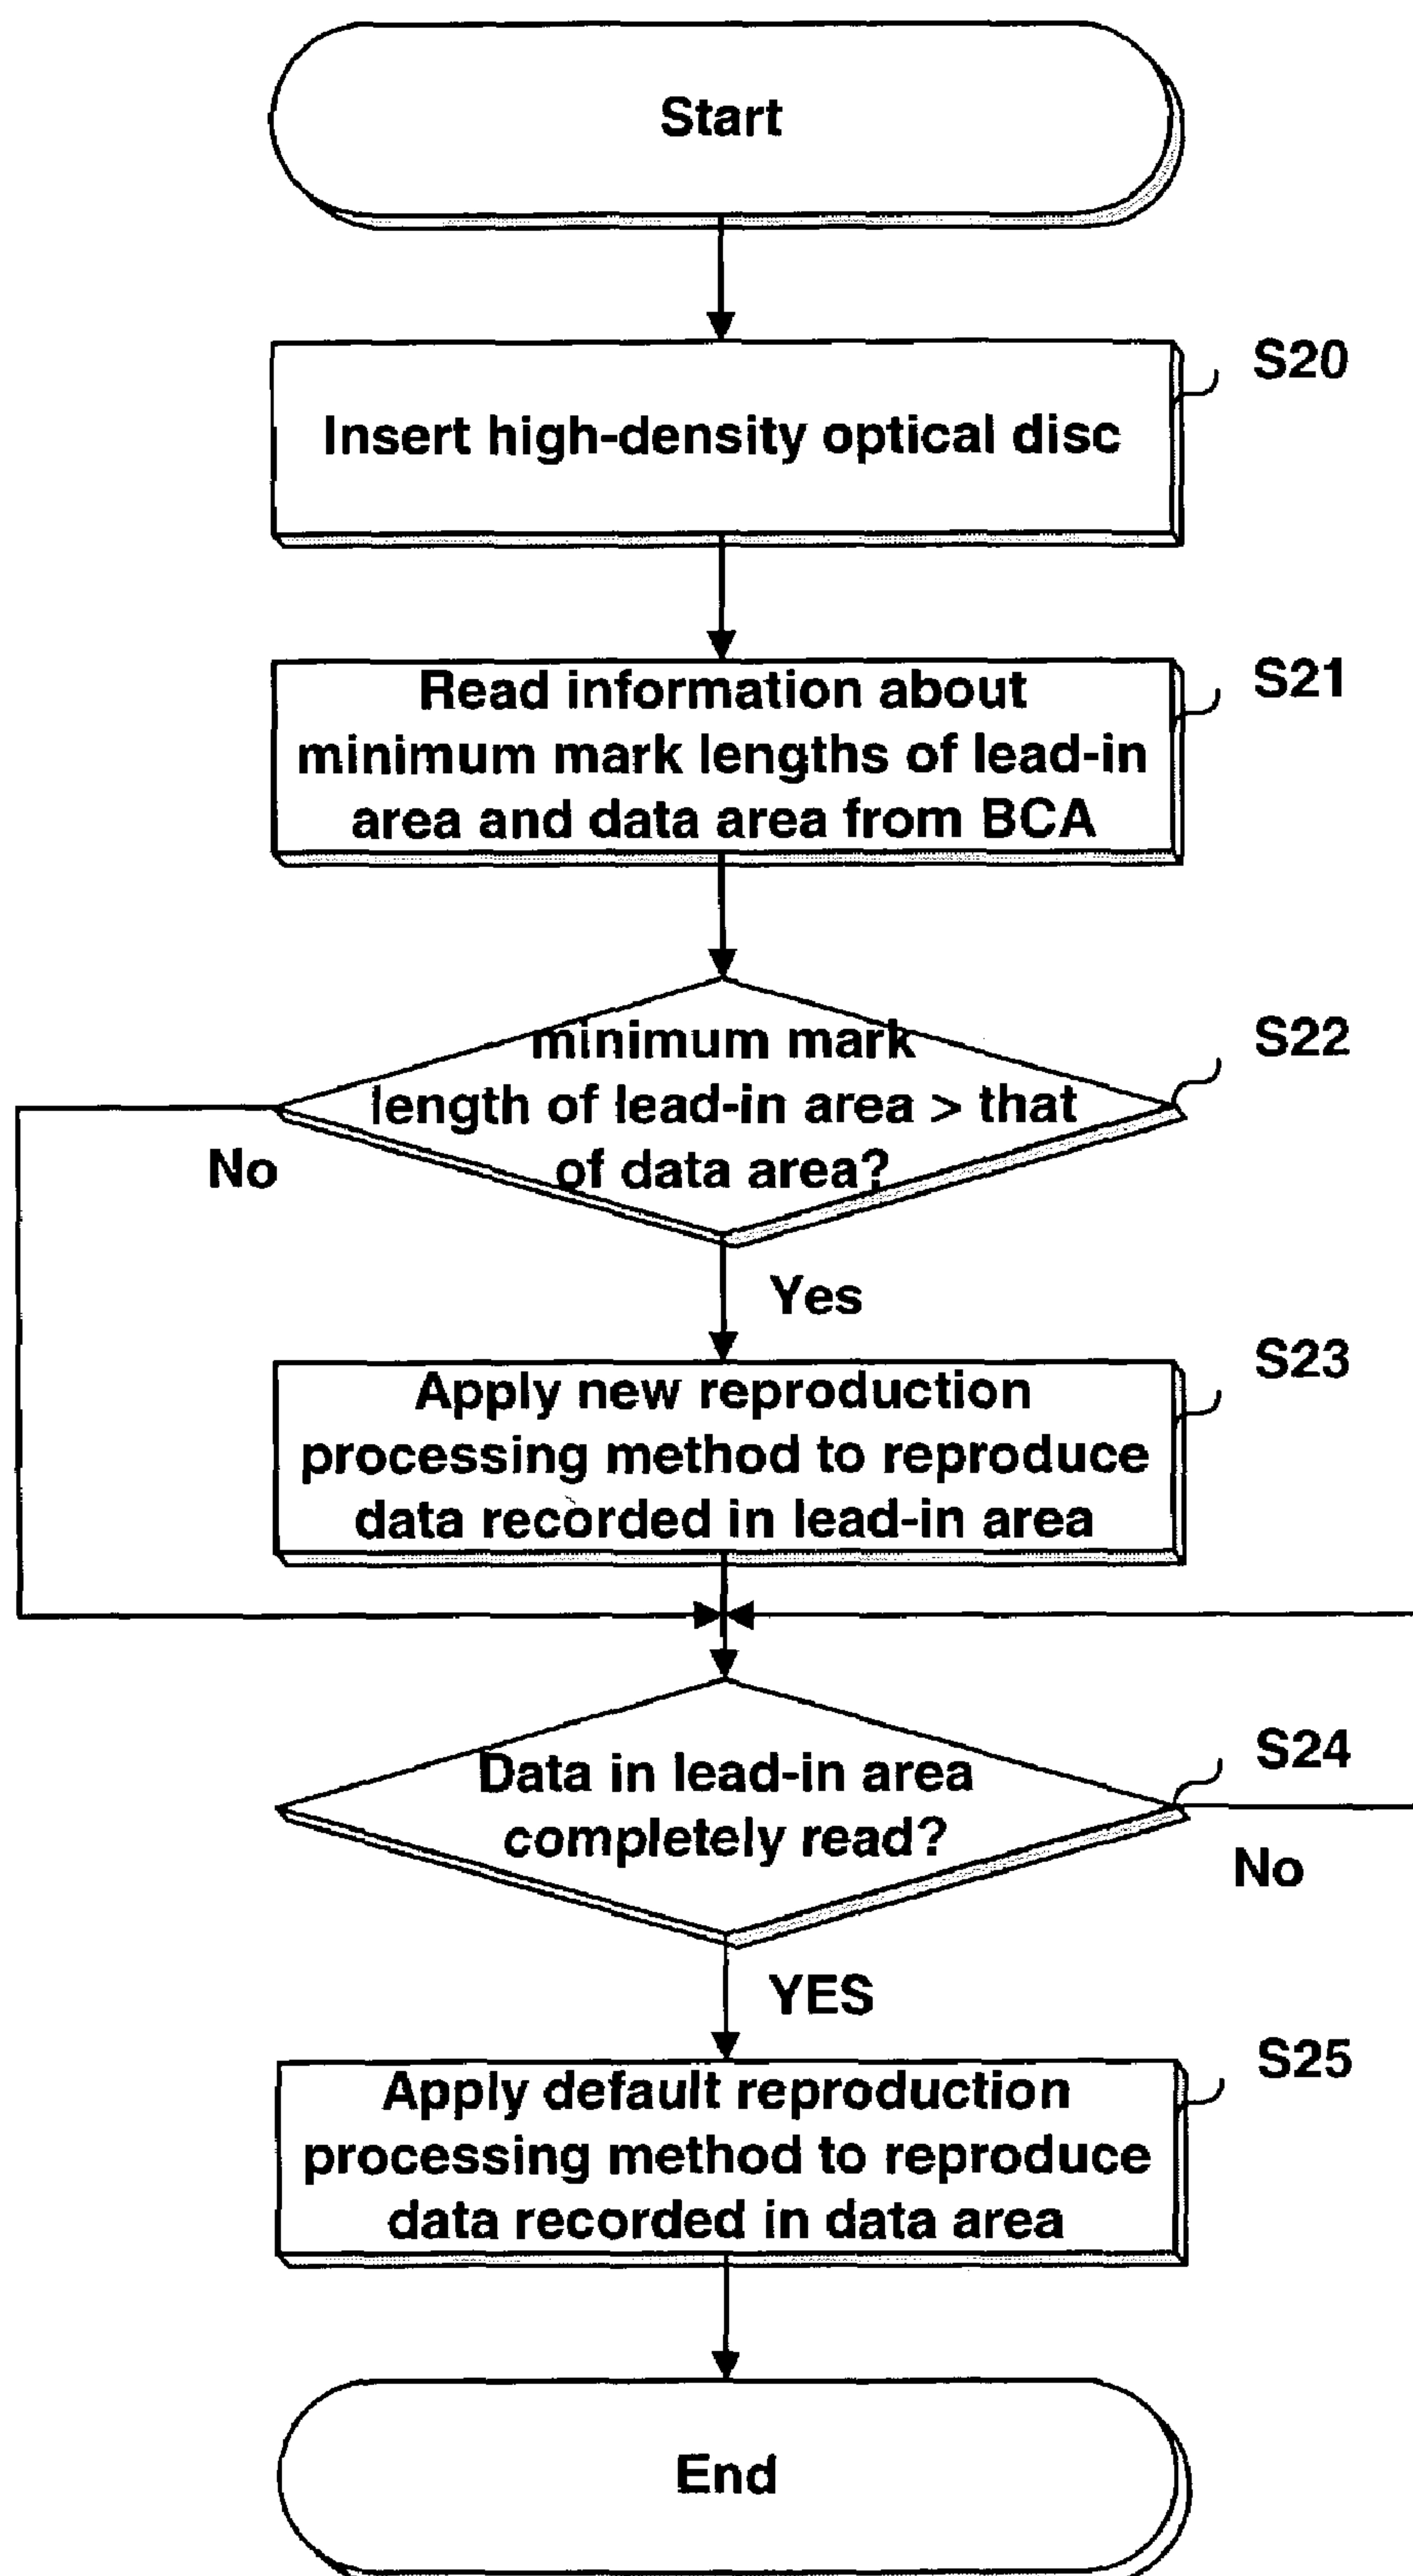 Start
S20
Insert high-density optical disc
S21
Read information about
minimum mark lengths of lead-in
area and data area from BCA
S22
minimum mark
length of lead-in area > that
of data area?
No
Yes
S23
Apply new reproduction
processing method to reproduce
data recorded in lead-in area
S24
Data in lead-in area
completely read?
No
YES
S25
Apply default reproduction
processing method to reproduce
data recorded in data area
End